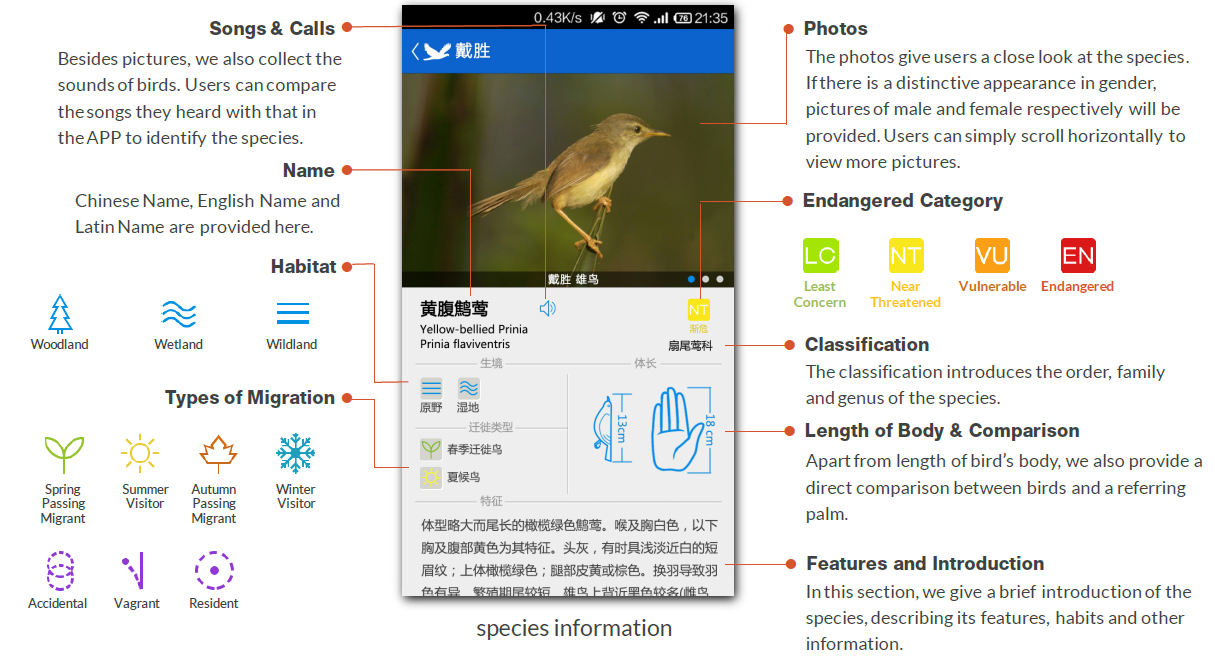 Songs & Calls
Besides pictures, we also collect the
sounds of birds. Users can compare
the songs they heard with that in
the APP to identify the species.
Name
Chinese Name, English Name and
Latin Name are provided here.
Habitat
Woodland
Wetland
Wildland
Types of Migration
Spring
Passing
Migrant
Summer
Visitor
Autumn
Passing
Migrant
Winter
Visitor
Accidental
Vagrant
Resident
0.43K/s
76
21:35
戴胜
戴胜 雄鸟
黄腹鹪莺
Yellow-bellied Prinia
Prinia flaviventris
NT
渐危
扇尾莺科
生境
体长
原野
湿地
13cm
18 cm
迁徙类型
春季迁徙鸟
夏候鸟
特征
体型略大而尾长的橄榄绿色鹪莺。喉及胸白色，以下
胸及腹部黄色为其特征。头灰，有时具浅淡近白的短
眉纹；上体橄榄绿色；腿部皮黄或棕色。换羽导致羽
色有异。繁殖期尾较短，雄鸟上背近黑色较多(雌鸟
species information
Photos
The photos give users a close look at the species.
If there is a distinctive appearance in gender,
pictures of male and female respectively will be
provided. Users can simply scroll horizontally to
view more pictures.
Endangered Category
LC
Least
Concern
NT
Near
Threatened
VU
Vulnerable
EN
Endangered
Classification
The classification introduces the order, family
and genus of the species.
Length of Body & Comparison
Apart from length of bird's body, we also provide a
direct comparison between birds and a referring
palm.
Features and Introduction
In this section, we give a brief introduction of the
species, describing its features, habits and other
information.